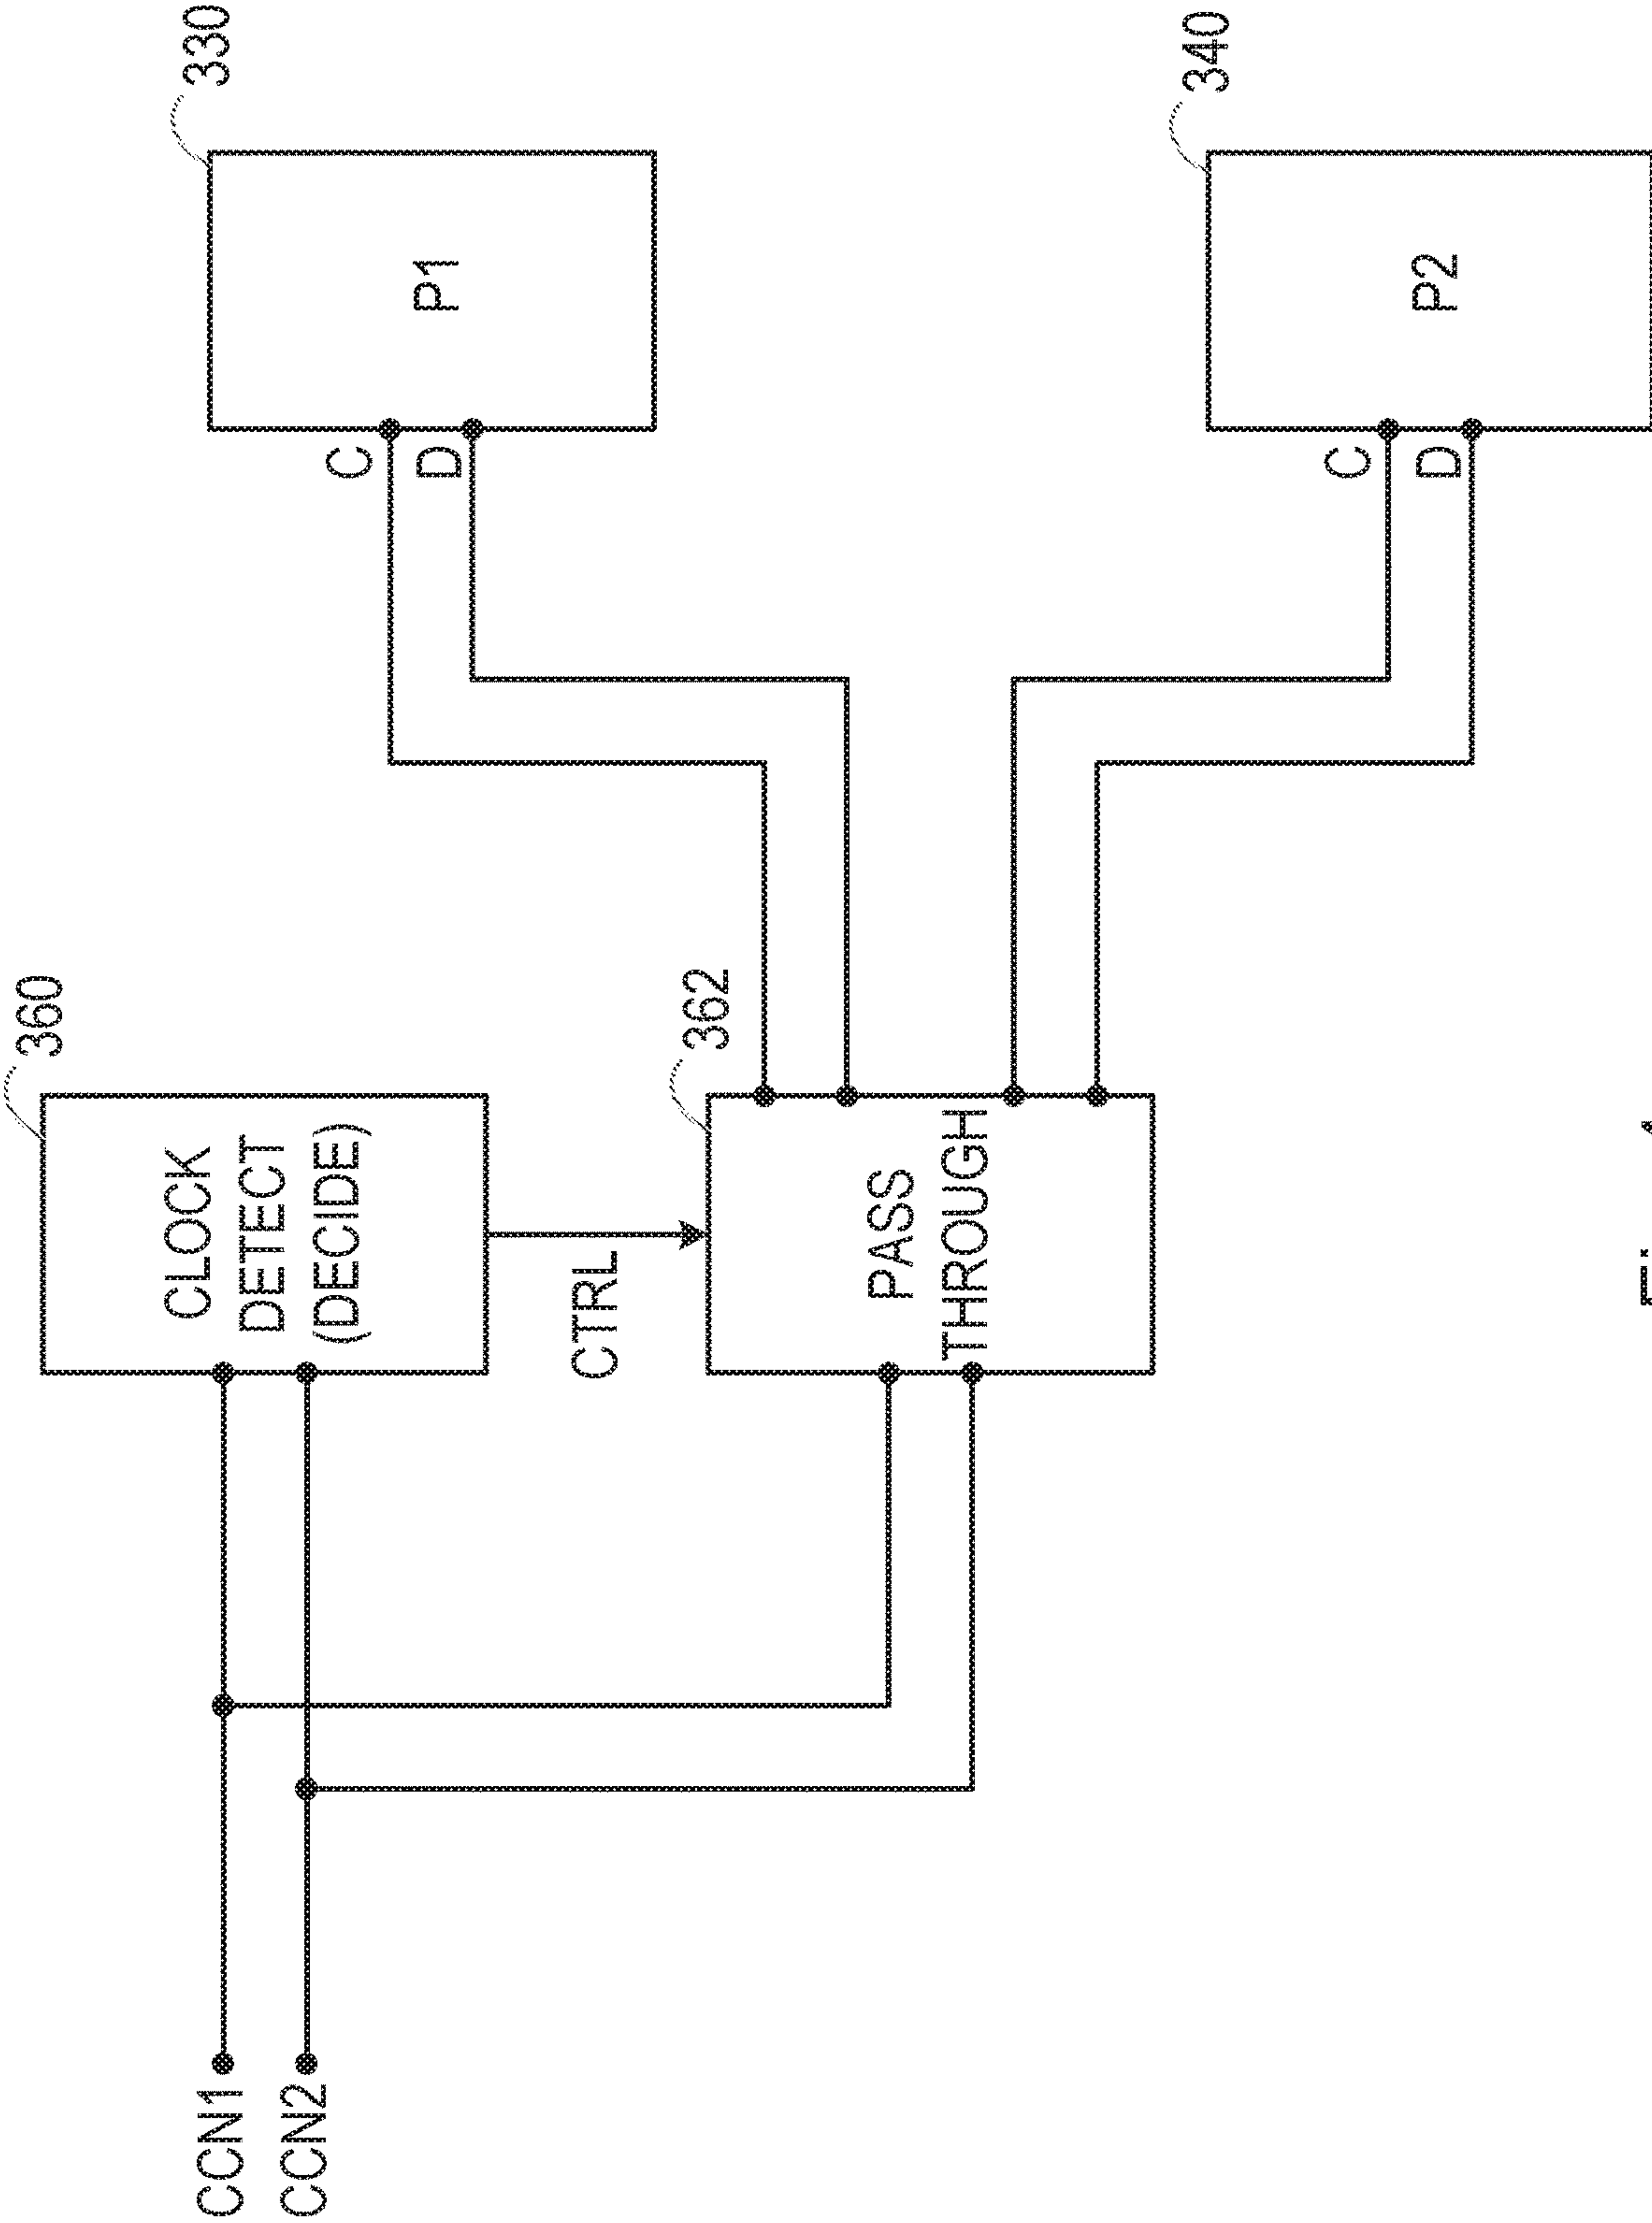 360
330
CLOCK
DETECT
(DECIDE)
P1
CCN1
CCN2
C
D
CTRL
362
PASS
THROUGH
340
P2
C
D